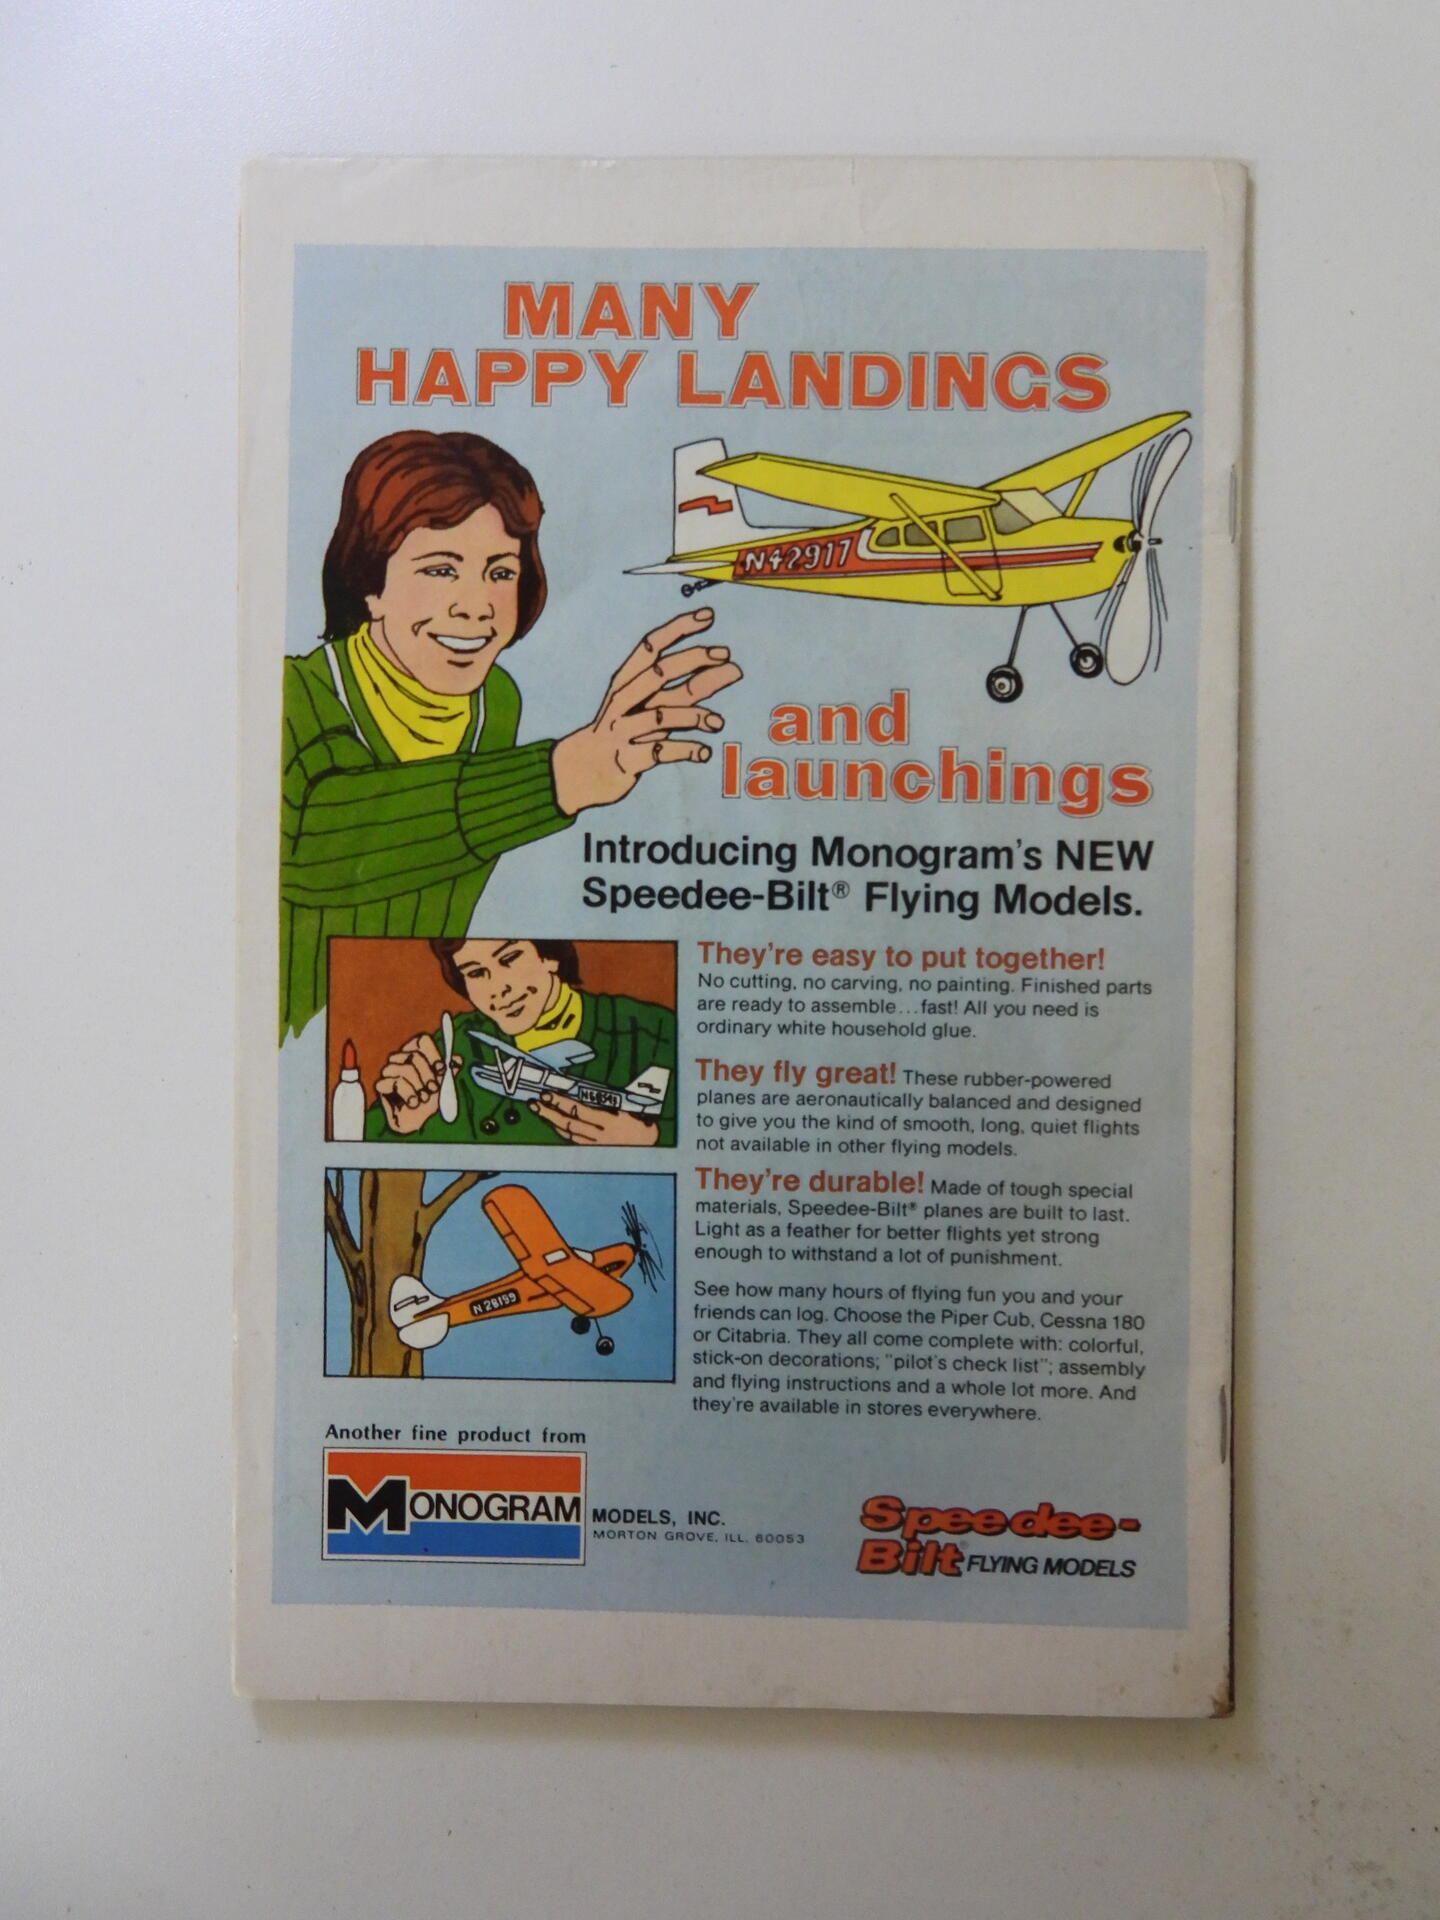 MANY
HAPPY LANDINGS
N42917
and
launchings
Introducing Monogram's NEW
Speedee-Bilt® Flying Models.
They're easy to put together!
No cutting, no carving, no painting. Finished parts
are ready to assemble...fast! All you need is
ordinary white household glue.
They fly great! These rubber-powered
planes are aeronautically balanced and designed
to give you the kind of smooth, long, quiet flights
not available in other flying models.
They're durable! Made of tough special
materials, Speedee-Bilt® planes are built to last.
Light as a feather for better flights yet strong
enough to withstand a lot of punishment.
N28199
See how many hours of flying fun you and your
friends can log. Choose the Piper Cub, Cessna 180
or Citabria. They all come complete with: colorful,
stick-on decorations; "pilot's check list"; assembly
and flying instructions and a whole lot more. And
they're available in stores everywhere.
Another fine product from
MONOGRAM
MODELS, INC.
MORTON GROVE, ILL. 60053
Speedee-
Bilt® FLYING MODELS